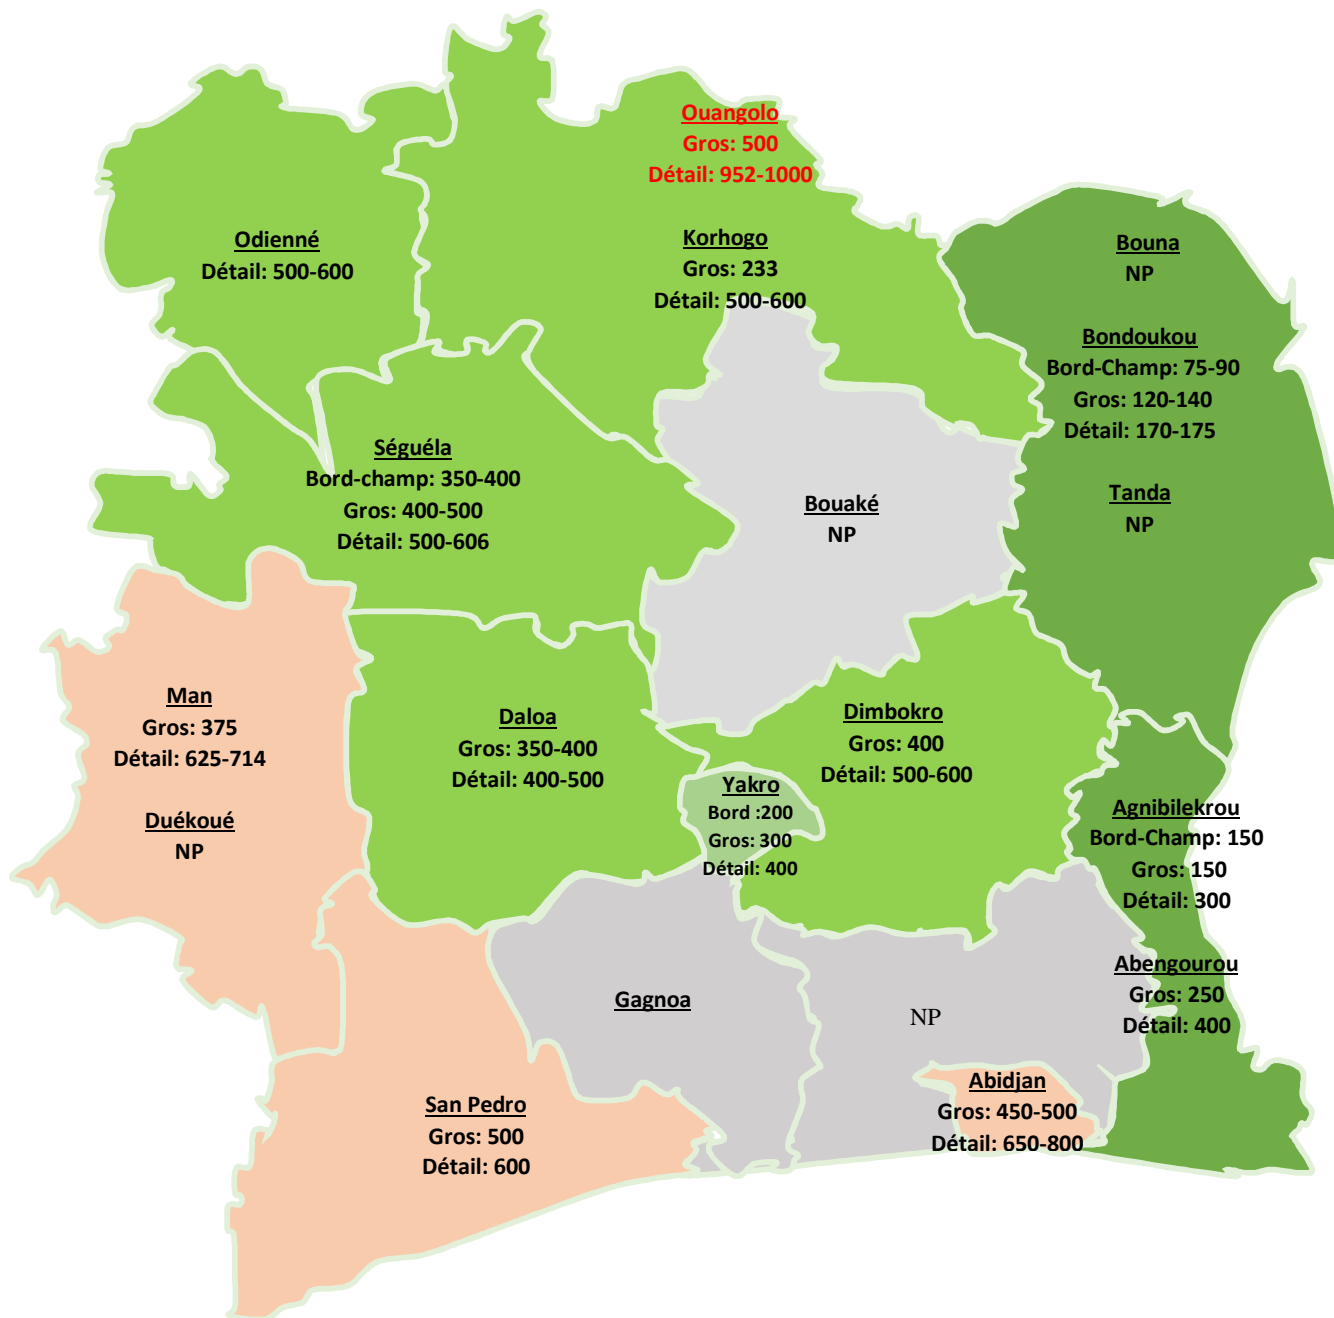 Ouangolo
Gros: 500
Détail: 952-1000
Odienné
Détail: 500-600
Korhogo
Gros: 233
Détail: 500-600
Bouna
NP
Bondoukou
Bord-Champ: 75-90
Gros: 120-140
Détail: 170-175
Tanda
NP
Séguéla
Bord-champ: 350-400
Gros: 400-500
Détail: 500-606
Bouaké
NP
Man
Gros: 375
Détail: 625-714
Duékoué
NP
Daloa
Gros: 350-400
Détail: 400-500
Dimbokro
Gros: 400
Détail: 500-600
Yakro
Bord :200
Gros: 300
Détail: 400
Agnibilekrou
Bord-Champ: 150
Gros: 150
Détail: 300
Abengourou
Gros: 250
Détail: 400
Gagnoa
NP
Abidjan
Gros: 450-500
Détail: 650-800
San Pedro
Gros: 500
Détail: 600